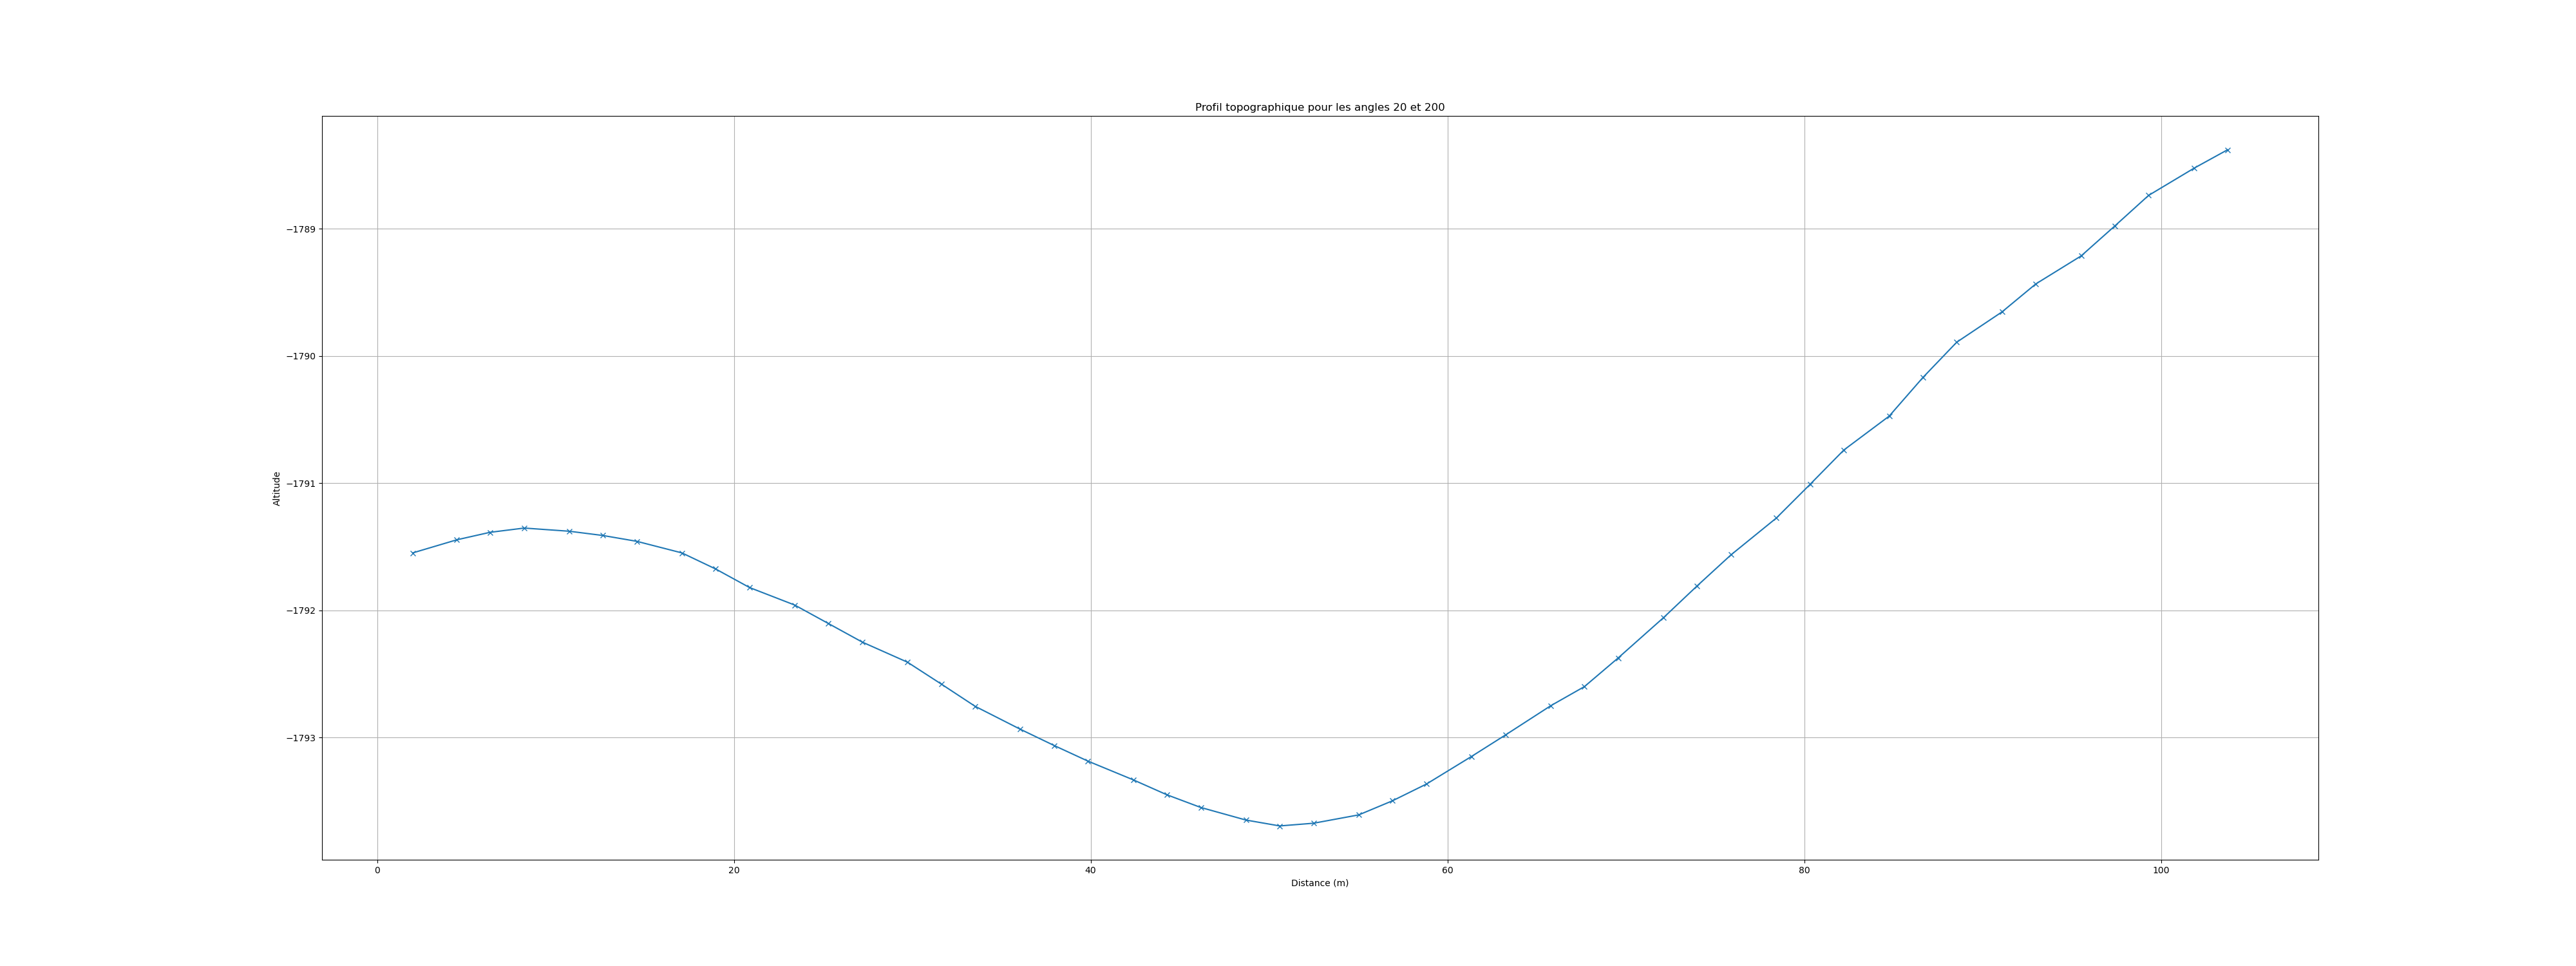 Profil topographique pour les angles 20 et 200
Altitude
−1789
−1790
−1791
−1792
−1793
0 20 40 60 80 100
Distance (m)